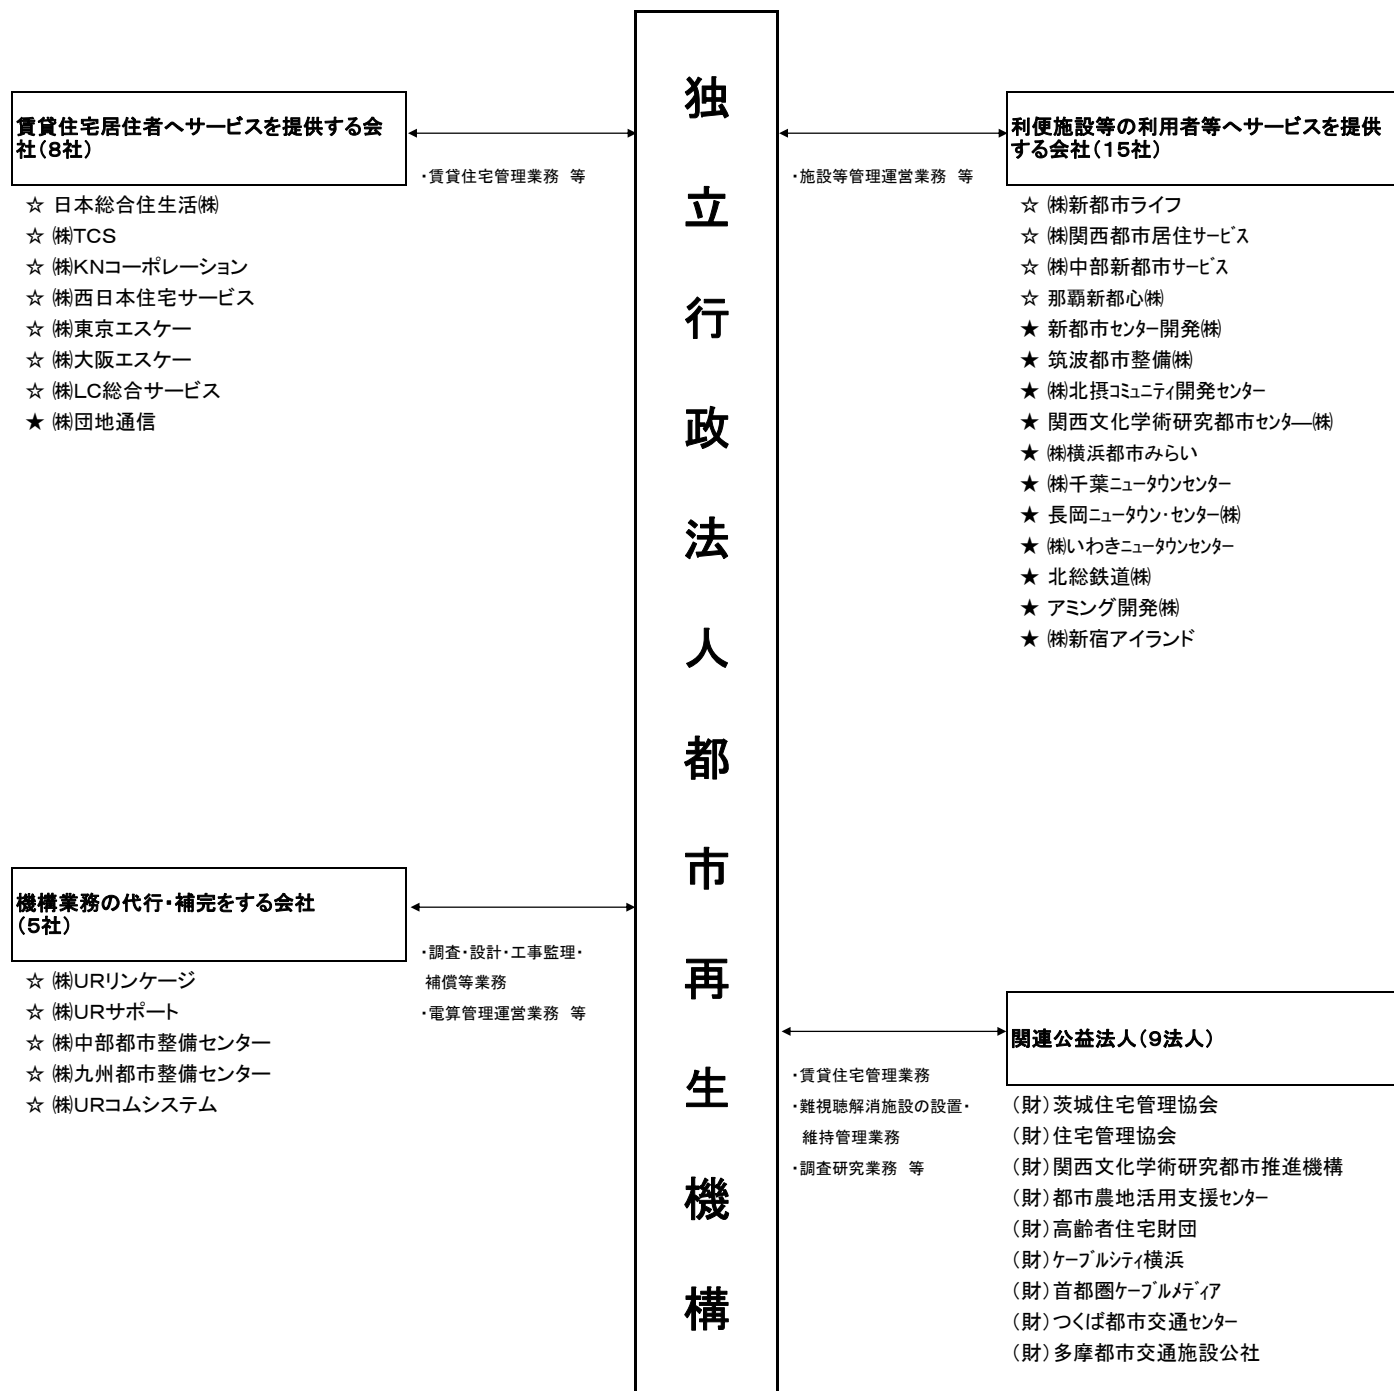 独立行政法人都市再生機構
賃貸住宅居住者へサービスを提供する会
社(8社)
・賃貸住宅管理業務 等
☆ 日本総合住生活㈱
☆ ㈱TCS
☆ ㈱KNコーポレーション
☆ ㈱西日本住宅サービス
☆ ㈱東京エスケー
☆ ㈱大阪エスケー
☆ ㈱LC総合サービス
★ ㈱団地通信
機構業務の代行・補完をする会社
(5社)
・調査・設計・工事監理・
補償等業務
・電算管理運営業務 等
☆ ㈱URリンケージ
☆ ㈱URサポート
☆ ㈱中部都市整備センター
☆ ㈱九州都市整備センター
☆ ㈱URコムシステム
利便施設等の利用者等へサービスを提供
する会社(15社)
・施設等管理運営業務 等
☆ ㈱新都市ライフ
☆ ㈱関西都市居住ｻｰﾋﾞｽ
☆ ㈱中部新都市ｻｰﾋﾞｽ
☆ 那覇新都心㈱
★ 新都市ｾﾝﾀｰ開発㈱
★ 筑波都市整備㈱
★ ㈱北摂ｺﾐｭﾆﾃｨ開発ｾﾝﾀｰ
★ 関西文化学術研究都市ｾﾝﾀ―㈱
★ ㈱横浜都市みらい
★ ㈱千葉ﾆｭｰﾀｳﾝｾﾝﾀｰ
★ 長岡ﾆｭｰﾀｳﾝ･ｾﾝﾀｰ㈱
★ ㈱いわきﾆｭｰﾀｳﾝｾﾝﾀｰ
★ 北総鉄道㈱
★ アミング開発㈱
★ ㈱新宿アイランド
関連公益法人(9法人)
・賃貸住宅管理業務
・難視聴解消施設の設置・
維持管理業務
・調査研究業務 等
(財)茨城住宅管理協会
(財)住宅管理協会
(財)関西文化学術研究都市推進機構
(財)都市農地活用支援ｾﾝﾀｰ
(財)高齢者住宅財団
(財)ｹｰﾌﾞﾙｼﾃｨ横浜
(財)首都圏ｹｰﾌﾞﾙﾒﾃﾞｨｱ
(財)つくば都市交通ｾﾝﾀｰ
(財)多摩都市交通施設公社